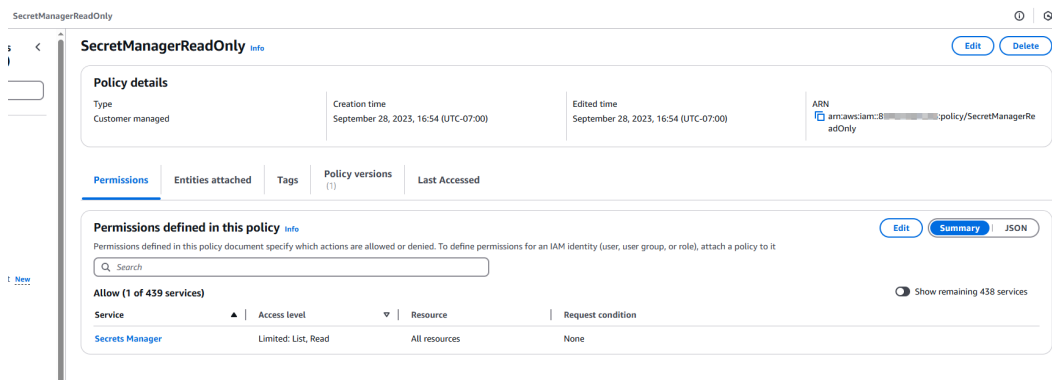 SecretManagerReadOnly
SecretManagerReadOnly Info
Edit Delete
Policy details
Type
Customer managed
Creation time
September 28, 2023, 16:54 (UTC-07:00)
Edited time
September 28, 2023, 16:54 (UTC-07:00)
ARN
arn:aws:iam::8 :policy/SecretManagerRe
adOnly
New
Permissions Entities attached Tags Policy versions (1) Last Accessed
Permissions defined in this policy Info
Edit Summary JSON
Permissions defined in this policy document specify which actions are allowed or denied. To define permissions for an IAM identity (user, user group, or role), attach a policy to it
Search
Allow (1 of 439 services)
Show remaining 438 services
Service Access level Resource Request condition
Secrets Manager Limited: List, Read All resources None